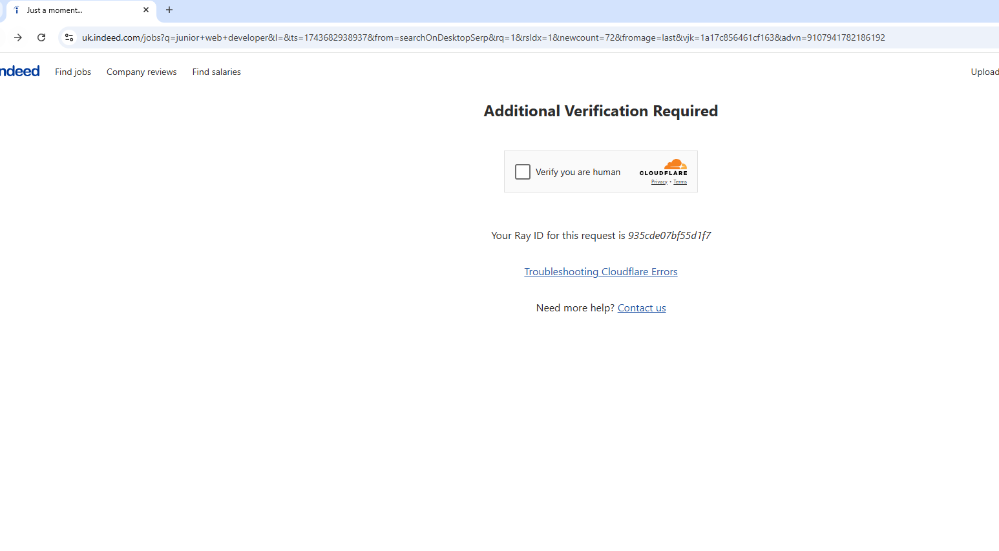 Just a moment...
uk.indeed.com/jobs?q=junior+web+developer&l=&ts=1743682938937&from=searchOnDesktopSerp&rq=1&rsIdx=1&newcount=72&fromage=last&vjk=1a17c856461cf163&advn=9107941782186192
ndeed Find jobs Company reviews Find salaries Upload
Additional Verification Required
Verify you are human
CLOUDFLARE
Privacy • Terms
Your Ray ID for this request is 935cde07bf55d1f7
Troubleshooting Cloudflare Errors
Need more help? Contact us